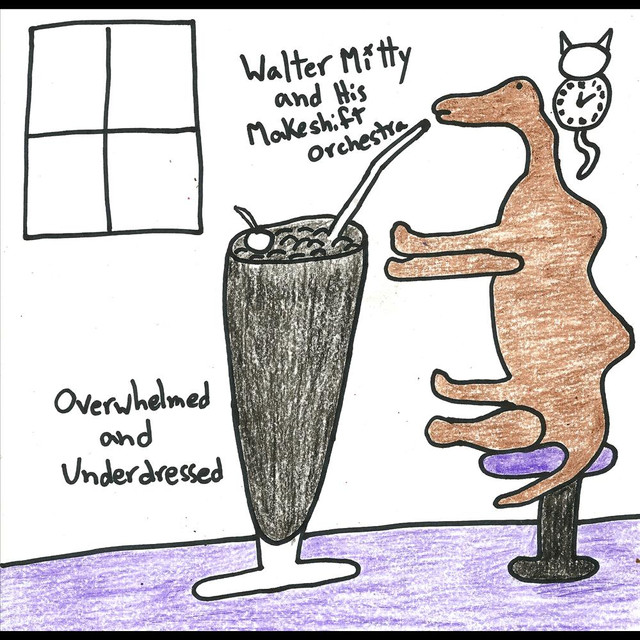 Walter Mitty
and His
Makeshift
Orchestra
Overwhelmed
and
Underdressed